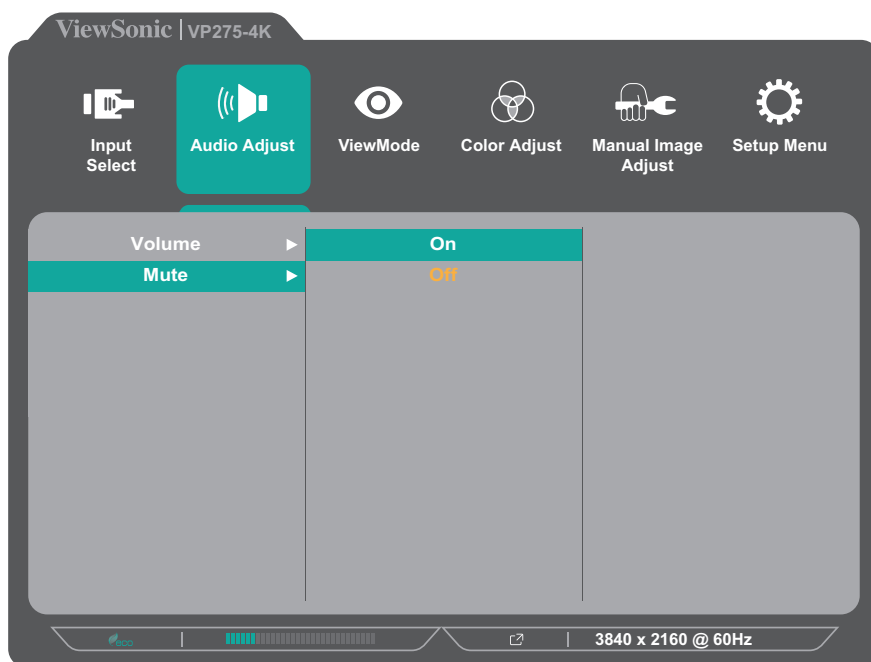 ViewSonic | VP275-4K
Input
Select
Audio Adjust
ViewMode
Color Adjust
Manual Image
Adjust
Setup Menu
Volume
On
Mute
Off
eco
3840 x 2160 @ 60Hz